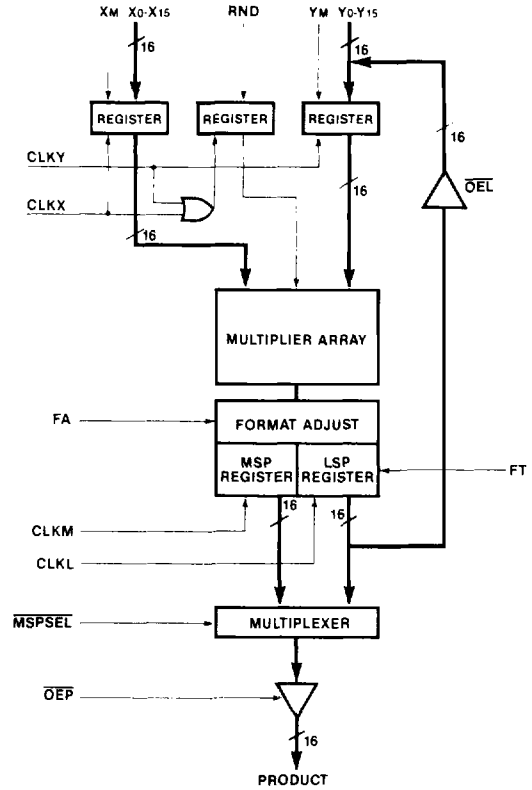 XM X0-X15 RND YM Y0-Y15
16 16
REGISTER REGISTER REGISTER
16
CLKY
16
OEL
CLKX
16
MULTIPLIER ARRAY
FA
FORMAT ADJUST
MSP REGISTER
LSP REGISTER
FT
16 16
CLKM
CLKL
MSPSEL
MULTIPLEXER
OEP
16
PRODUCT